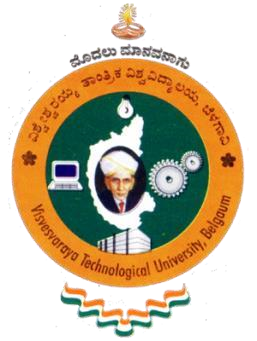 ಮೊದಲು ಮಾನವನಾಗು
ವಿಶ್ವೇಶ್ವರಯ್ಯ ತಾಂತ್ರಿಕ ವಿಶ್ವವಿದ್ಯಾಲಯ, ಬೆಳಗಾವಿ
Visvesvaraya Technological University, Belgaum